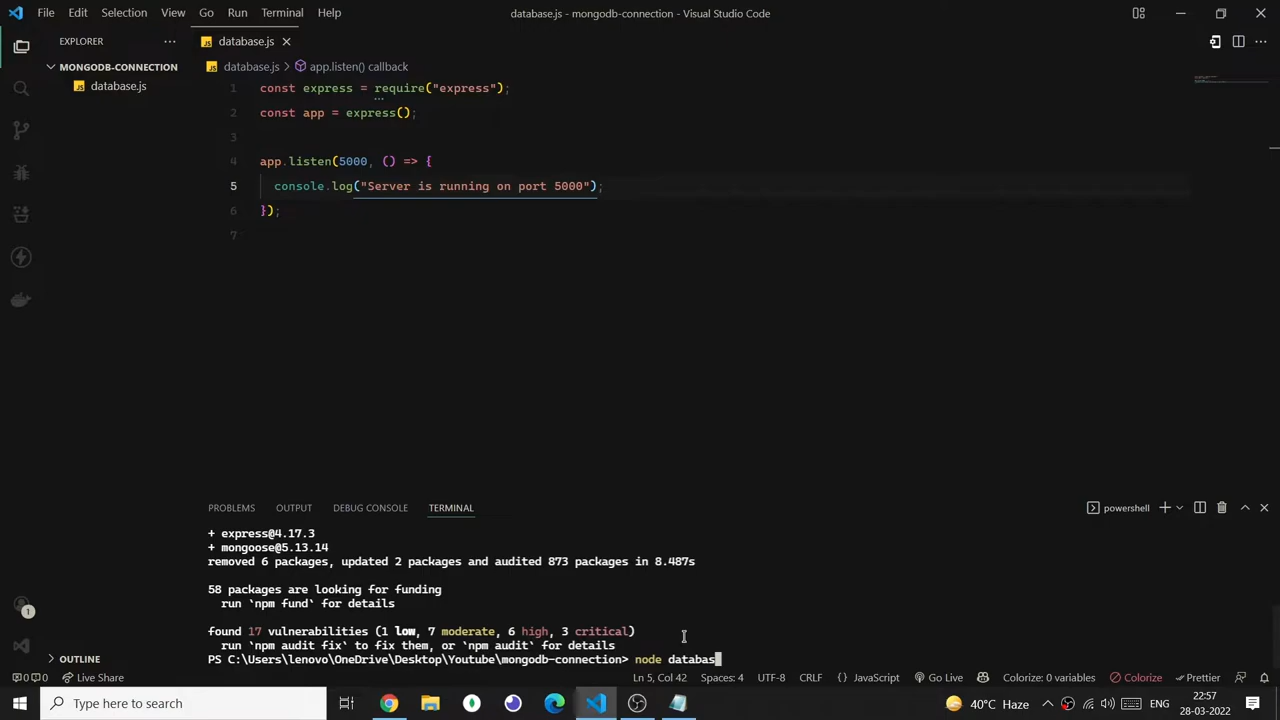 File Edit Selection View Go Run Terminal Help
database.js - mongodb-connection - Visual Studio Code
EXPLORER
JS database.js
MONGODB-CONNECTION
JS database.js > app.listen() callback
JS database.js
1 const express = require("express");
2 const app = express();
3
4 app.listen(5000, () => {
5 console.log("Server is running on port 5000");
6 });
7
PROBLEMS OUTPUT DEBUG CONSOLE TERMINAL
powershell
+ express@4.17.3
+ mongoose@5.13.14
removed 6 packages, updated 2 packages and audited 873 packages in 8.487s
58 packages are looking for funding
run `npm fund` for details
found 17 vulnerabilities (1 low, 7 moderate, 6 high, 3 critical)
run `npm audit fix` to fix them, or `npm audit` for details
PS C:\Users\lenovo\OneDrive\Desktop\Youtube\mongodb-connection> node databas
1
OUTLINE
0 0 Live Share
Ln 5, Col 42 Spaces: 4 UTF-8 CRLF {} JavaScript Go Live Colorize: 0 variables Colorize Prettier
Type here to search
40°C Haze
ENG
22:57
28-03-2022